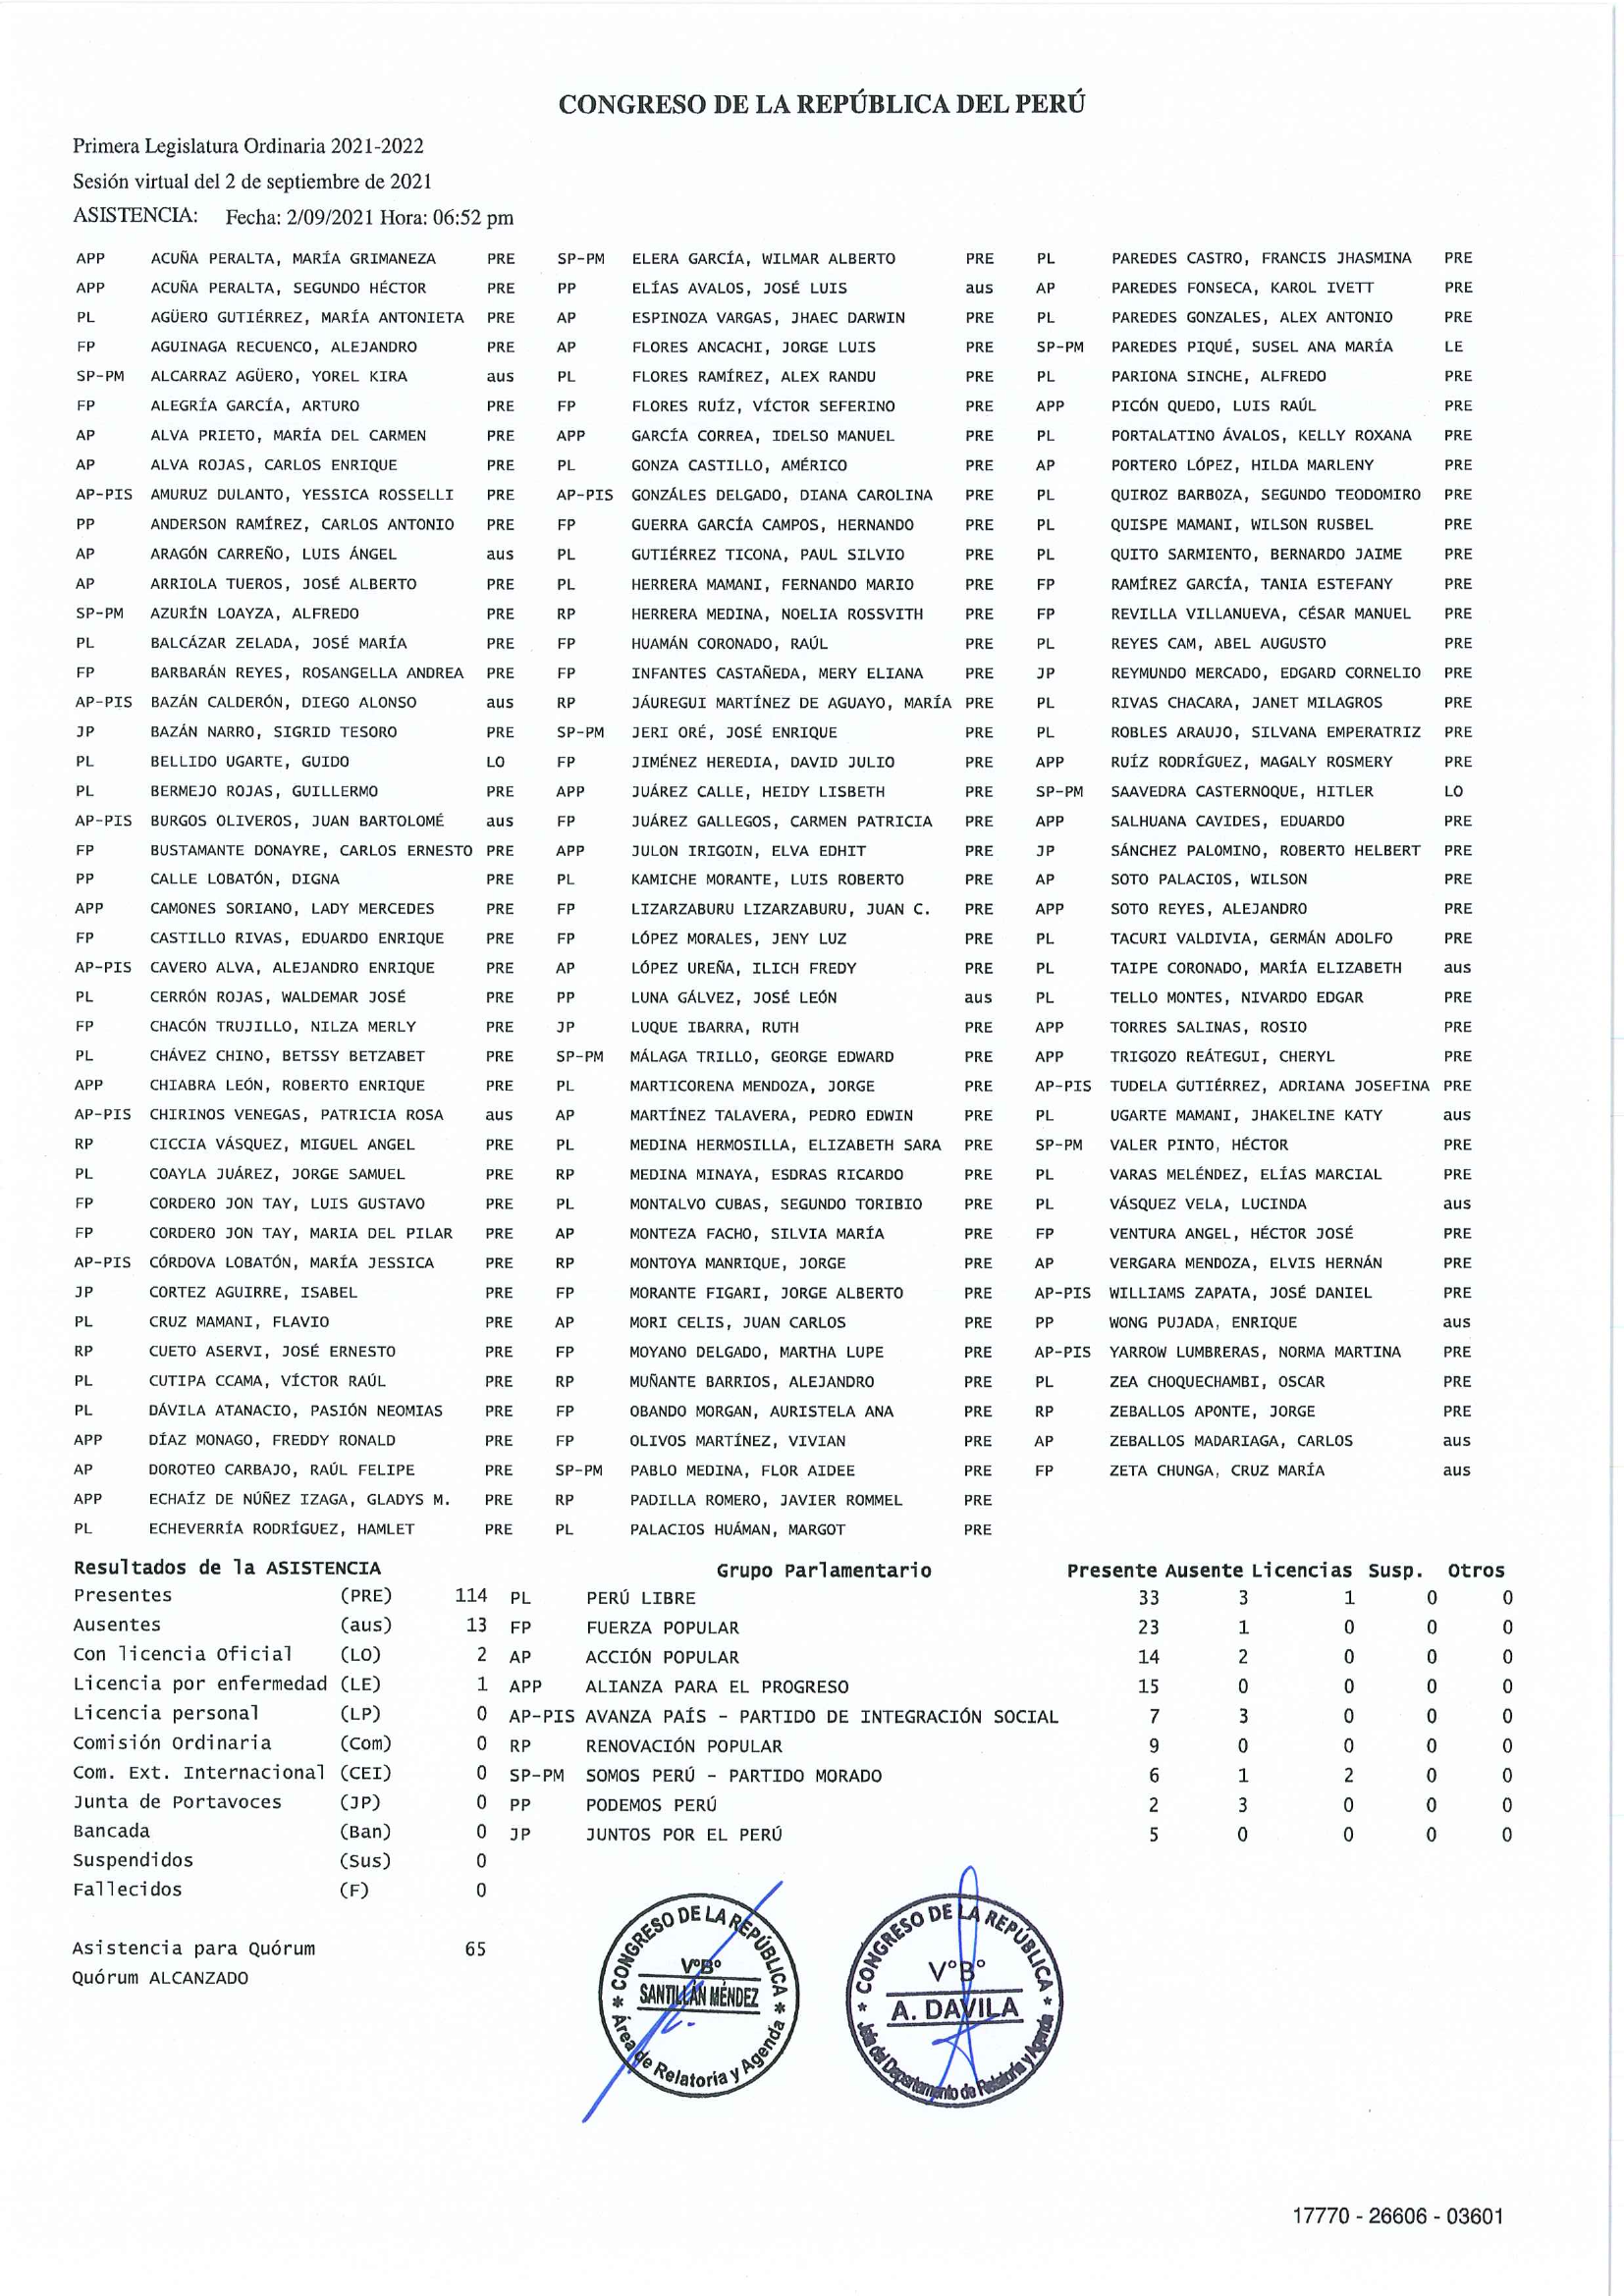 CONGRESO DE LA REPÚBLICA DEL PERÚ
Primera Legislatura Ordinaria 2021-2022
Sesión virtual del 2 de septiembre de 2021
ASISTENCIA: Fecha: 2/09/2021 Hora: 06:52 pm
APP ACUÑA PERALTA, MARÍA GRIMANEZA PRE SP-PM ELERA GARCÍA, WILMAR ALBERTO PRE PL PAREDES CASTRO, FRANCIS JHASMINA PRE
APP ACUÑA PERALTA, SEGUNDO HÉCTOR PRE PP ELÍAS AVALOS, JOSÉ LUIS aus AP PAREDES FONSECA, KAROL IVETT PRE
PL AGÜERO GUTIÉRREZ, MARÍA ANTONIETA PRE AP ESPINOZA VARGAS, JHAEC DARWIN PRE PL PAREDES GONZALES, ALEX ANTONIO PRE
FP AGUINAGA RECUENCO, ALEJANDRO PRE AP FLORES ANCACHI, JORGE LUIS PRE SP-PM PAREDES PIQUÉ, SUSEL ANA MARÍA LE
SP-PM ALCARRAZ AGÜERO, YOREL KIRA aus PL FLORES RAMÍREZ, ALEX RANDU PRE PL PARIONA SINCHE, ALFREDO PRE
FP ALEGRÍA GARCÍA, ARTURO PRE FP FLORES RUÍZ, VÍCTOR SEFERINO PRE APP PICÓN QUEDO, LUIS RAÚL PRE
AP ALVA PRIETO, MARÍA DEL CARMEN PRE APP GARCÍA CORREA, IDELSO MANUEL PRE PL PORTALATINO ÁVALOS, KELLY ROXANA PRE
AP ALVA ROJAS, CARLOS ENRIQUE PRE PL GONZA CASTILLO, AMÉRICO PRE AP PORTERO LÓPEZ, HILDA MARLENY PRE
AP-PIS AMURUZ DULANTO, YESSICA ROSSELLI PRE AP-PIS GONZÁLES DELGADO, DIANA CAROLINA PRE PL QUIROZ BARBOZA, SEGUNDO TEODOMIRO PRE
PP ANDERSON RAMÍREZ, CARLOS ANTONIO PRE FP GUERRA GARCÍA CAMPOS, HERNANDO PRE PL QUISPE MAMANI, WILSON RUSBEL PRE
AP ARAGÓN CARREÑO, LUIS ÁNGEL aus PL GUTIÉRREZ TICONA, PAUL SILVIO PRE PL QUITO SARMIENTO, BERNARDO JAIME PRE
AP ARRIOLA TUEROS, JOSÉ ALBERTO PRE PL HERRERA MAMANI, FERNANDO MARIO PRE FP RAMÍREZ GARCÍA, TANIA ESTEFANY PRE
SP-PM AZURÍN LOAYZA, ALFREDO PRE RP HERRERA MEDINA, NOELIA ROSSVITH PRE FP REVILLA VILLANUEVA, CÉSAR MANUEL PRE
PL BALCÁZAR ZELADA, JOSÉ MARÍA PRE FP HUAMÁN CORONADO, RAÚL PRE PL REYES CAM, ABEL AUGUSTO PRE
FP BARBARÁN REYES, ROSANGELLA ANDREA PRE FP INFANTES CASTAÑEDA, MERY ELIANA PRE JP REYMUNDO MERCADO, EDGARD CORNELIO PRE
AP-PIS BAZÁN CALDERÓN, DIEGO ALONSO aus RP JÁUREGUI MARTÍNEZ DE AGUAYO, MARÍA PRE PL RIVAS CHACARA, JANET MILAGROS PRE
JP BAZÁN NARRO, SIGRID TESORO PRE SP-PM JERI ORÉ, JOSÉ ENRIQUE PRE PL ROBLES ARAUJO, SILVANA EMPERATRIZ PRE
PL BELLIDO UGARTE, GUIDO LO FP JIMÉNEZ HEREDIA, DAVID JULIO PRE APP RUÍZ RODRÍGUEZ, MAGALY ROSMERY PRE
PL BERMEJO ROJAS, GUILLERMO PRE APP JUÁREZ CALLE, HEIDY LISBETH PRE SP-PM SAAVEDRA CASTERNOQUE, HITLER LO
AP-PIS BURGOS OLIVEROS, JUAN BARTOLOMÉ aus FP JUÁREZ GALLEGOS, CARMEN PATRICIA PRE APP SALHUANA CAVIDES, EDUARDO PRE
FP BUSTAMANTE DONAYRE, CARLOS ERNESTO PRE APP JULON IRIGOIN, ELVA EDHIT PRE JP SÁNCHEZ PALOMINO, ROBERTO HELBERT PRE
PP CALLE LOBATÓN, DIGNA PRE PL KAMICHE MORANTE, LUIS ROBERTO PRE AP SOTO PALACIOS, WILSON PRE
APP CAMONES SORIANO, LADY MERCEDES PRE FP LIZARZABURU LIZARZABURU, JUAN C. PRE APP SOTO REYES, ALEJANDRO PRE
FP CASTILLO RIVAS, EDUARDO ENRIQUE PRE FP LÓPEZ MORALES, JENY LUZ PRE PL TACURI VALDIVIA, GERMÁN ADOLFO PRE
AP-PIS CAVERO ALVA, ALEJANDRO ENRIQUE PRE AP LÓPEZ UREÑA, ILICH FREDY PRE PL TAIPE CORONADO, MARÍA ELIZABETH aus
PL CERRÓN ROJAS, WALDEMAR JOSÉ PRE PP LUNA GÁLVEZ, JOSÉ LEÓN aus PL TELLO MONTES, NIVARDO EDGAR PRE
FP CHACÓN TRUJILLO, NILZA MERLY PRE JP LUQUE IBARRA, RUTH PRE APP TORRES SALINAS, ROSIO PRE
PL CHÁVEZ CHINO, BETSSY BETZABET PRE SP-PM MÁLAGA TRILLO, GEORGE EDWARD PRE APP TRIGOZO REÁTEGUI, CHERYL PRE
APP CHIABRA LEÓN, ROBERTO ENRIQUE PRE PL MARTICORENA MENDOZA, JORGE PRE AP-PIS TUDELA GUTIÉRREZ, ADRIANA JOSEFINA PRE
AP-PIS CHIRINOS VENEGAS, PATRICIA ROSA aus AP MARTÍNEZ TALAVERA, PEDRO EDWIN PRE PL UGARTE MAMANI, JHAKELINE KATY aus
RP CICCIA VÁSQUEZ, MIGUEL ANGEL PRE PL MEDINA HERMOSILLA, ELIZABETH SARA PRE SP-PM VALER PINTO, HÉCTOR PRE
PL COAYLA JUÁREZ, JORGE SAMUEL PRE RP MEDINA MINAYA, ESDRAS RICARDO PRE PL VARAS MELÉNDEZ, ELÍAS MARCIAL PRE
FP CORDERO JON TAY, LUIS GUSTAVO PRE PL MONTALVO CUBAS, SEGUNDO TORIBIO PRE PL VÁSQUEZ VELA, LUCINDA aus
FP CORDERO JON TAY, MARIA DEL PILAR PRE AP MONTEZA FACHO, SILVIA MARÍA PRE FP VENTURA ANGEL, HÉCTOR JOSÉ PRE
AP-PIS CÓRDOVA LOBATÓN, MARÍA JESSICA PRE RP MONTOYA MANRIQUE, JORGE PRE AP VERGARA MENDOZA, ELVIS HERNÁN PRE
JP CORTEZ AGUIRRE, ISABEL PRE FP MORANTE FIGARI, JORGE ALBERTO PRE AP-PIS WILLIAMS ZAPATA, JOSÉ DANIEL PRE
PL CRUZ MAMANI, FLAVIO PRE AP MORI CELIS, JUAN CARLOS PRE PP WONG PUJADA, ENRIQUE aus
RP CUETO ASERVI, JOSÉ ERNESTO PRE FP MOYANO DELGADO, MARTHA LUPE PRE AP-PIS YARROW LUMBRERAS, NORMA MARTINA PRE
PL CUTIPA CCAMA, VÍCTOR RAÚL PRE RP MUÑANTE BARRIOS, ALEJANDRO PRE PL ZEA CHOQUECHAMBI, OSCAR PRE
PL DÁVILA ATANACIO, PASIÓN NEOMIAS PRE FP OBANDO MORGAN, AURISTELA ANA PRE RP ZEBALLOS APONTE, JORGE PRE
APP DÍAZ MONAGO, FREDDY RONALD PRE FP OLIVOS MARTÍNEZ, VIVIAN PRE AP ZEBALLOS MADARIAGA, CARLOS aus
AP DOROTEO CARBAJO, RAÚL FELIPE PRE SP-PM PABLO MEDINA, FLOR AIDEE PRE FP ZETA CHUNGA, CRUZ MARÍA aus
APP ECHAÍZ DE NÚÑEZ IZAGA, GLADYS M. PRE RP PADILLA ROMERO, JAVIER ROMMEL PRE
PL ECHEVERRÍA RODRÍGUEZ, HAMLET PRE PL PALACIOS HUÁMAN, MARGOT PRE
Resultados de la ASISTENCIA Grupo Parlamentario Presente Ausente Licencias Susp. Otros
Presentes (PRE) 114 PL PERÚ LIBRE 33 3 1 0 0
Ausentes (aus) 13 FP FUERZA POPULAR 23 1 0 0 0
Con licencia Oficial (LO) 2 AP ACCIÓN POPULAR 14 2 0 0 0
Licencia por enfermedad (LE) 1 APP ALIANZA PARA EL PROGRESO 15 0 0 0 0
Licencia personal (LP) 0 AP-PIS AVANZA PAÍS - PARTIDO DE INTEGRACIÓN SOCIAL 7 3 0 0 0
Comisión Ordinaria (Com) 0 RP RENOVACIÓN POPULAR 9 0 0 0 0
Com. Ext. Internacional (CEI) 0 SP-PM SOMOS PERÚ - PARTIDO MORADO 6 1 2 0 0
Junta de Portavoces (JP) 0 PP PODEMOS PERÚ 2 3 0 0 0
Bancada (Ban) 0 JP JUNTOS POR EL PERÚ 5 0 0 0 0
Suspendidos (Sus) 0
Fallecidos (F) 0
Asistencia para Quórum 65
Quórum ALCANZADO
* CONGRESO DE LA REPÚBLICA *
V°B°
SANTILLÁN MÉNDEZ
Área de Relatoría y Agenda
* CONGRESO DE LA REPÚBLICA *
V°B°
A. DAVILA
Jefa del Departamento de Relatoría y Agenda
17770 - 26606 - 03601